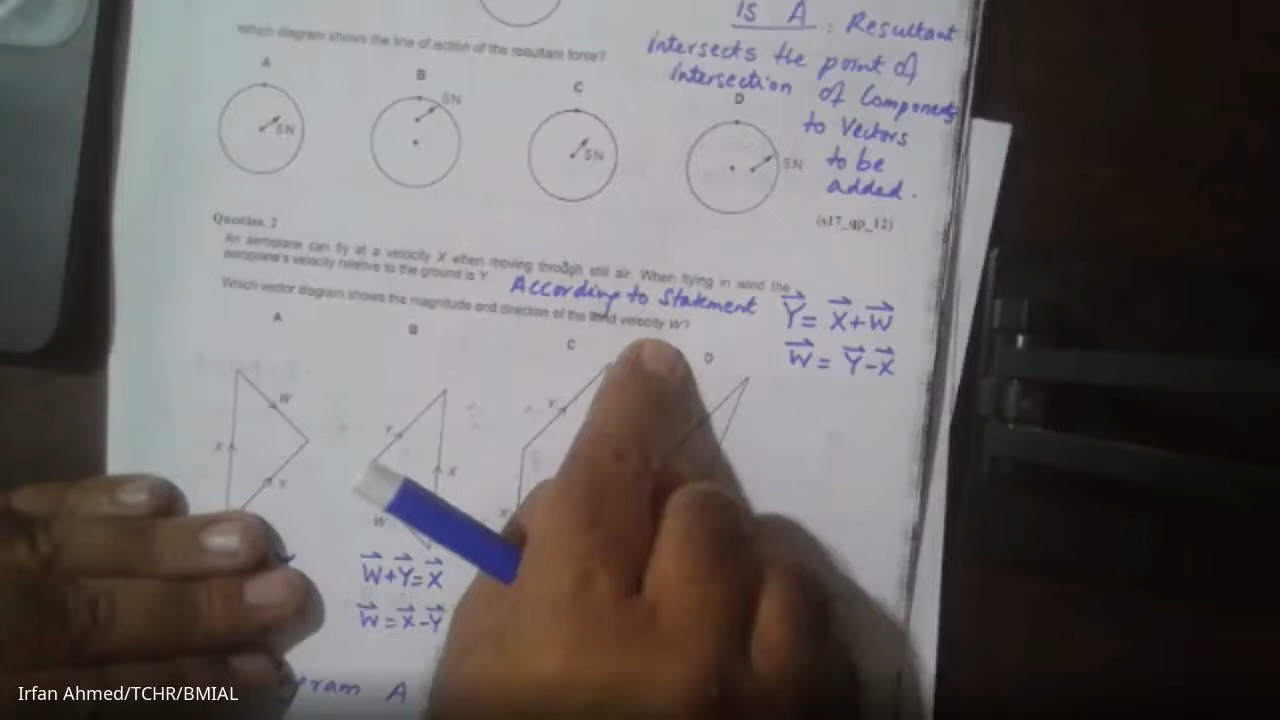 is A : Resultant
Which diagram shows the line of action of the resultant force?
intersects the point of
intersection of Components
to Vectors
to be
added.
A B C D
5N 5N 5N 5N
(s17_qp_12)
Question. 2
An aeroplane can fly at a velocity X when moving through still air. When flying in wind the
aeroplane's velocity relative to the ground is Y.
According to Statement Y = X + W
Which vector diagram shows the magnitude and direction of the wind velocity W?
W = Y - X
A B C D
W Y
X Y X
Y W X
W + Y = X
W = X - Y
gram A
Irfan Ahmed/TCHR/BMIAL